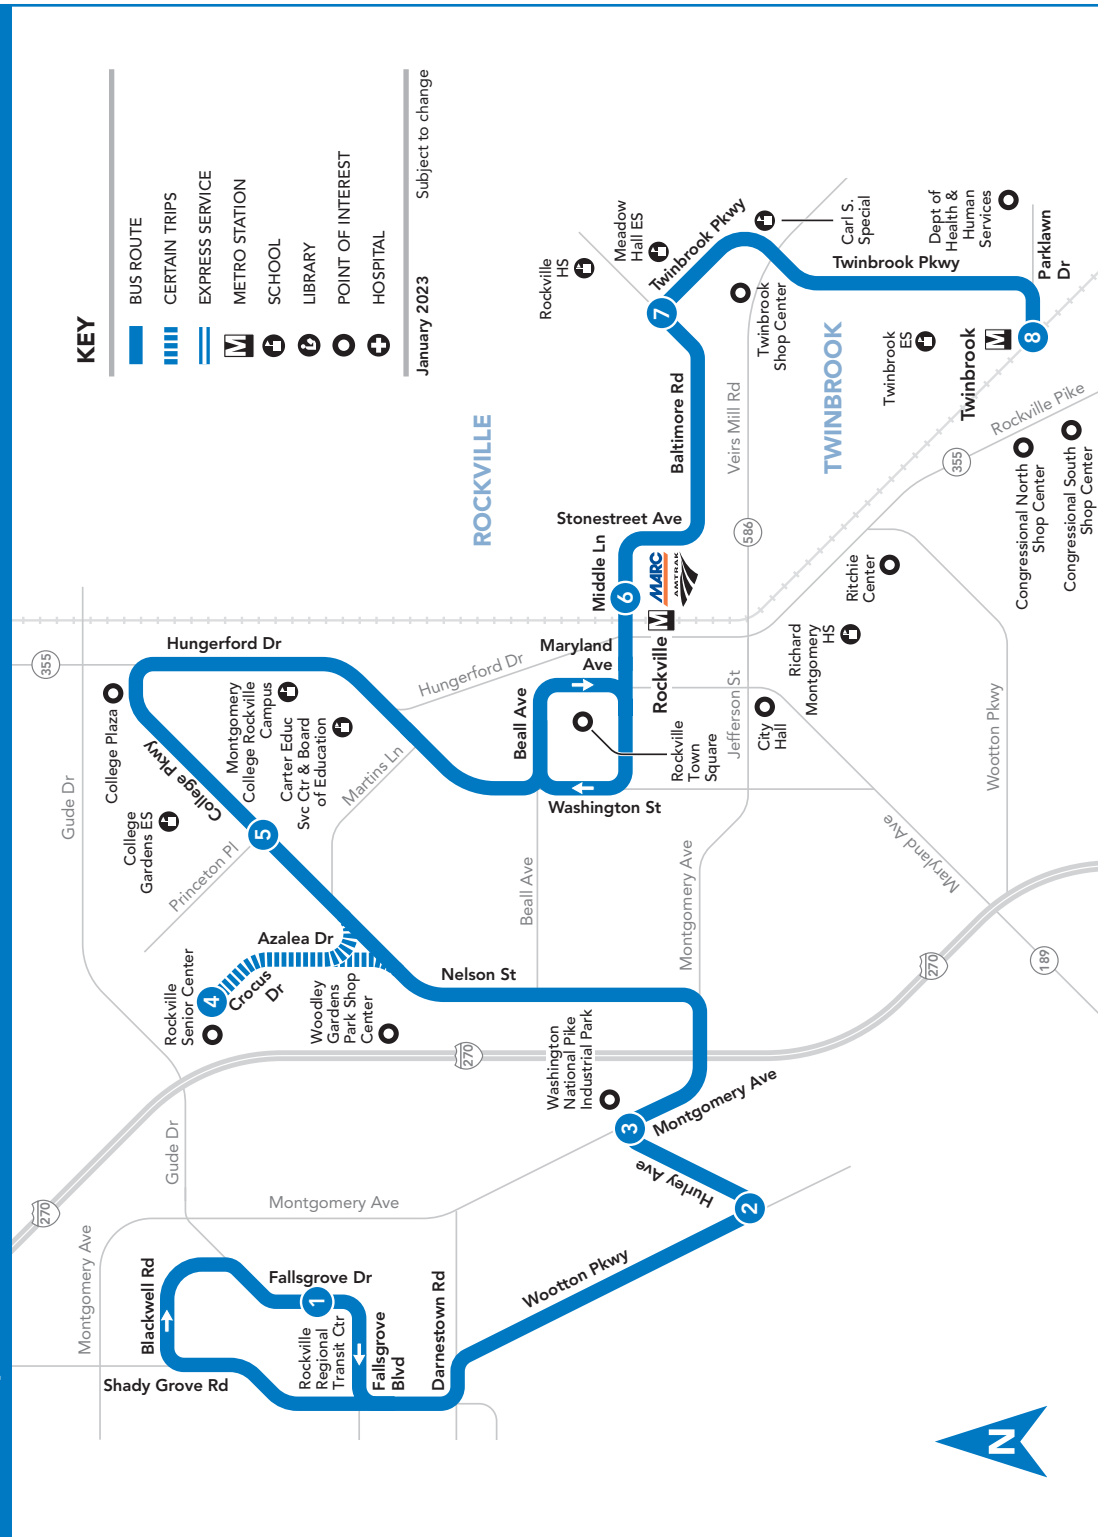 KEY
BUS ROUTE
CERTAIN TRIPS
EXPRESS SERVICE
M
METRO STATION
SCHOOL
LIBRARY
POINT OF INTEREST
HOSPITAL
January 2023
Subject to change
ROCKVILLE
TWINBROOK
Montgomery Ave
Blackwell Rd
Shady Grove Rd
Fallsgrove Dr
1
Rockville
Regional
Transit Ctr
Fallsgrove
Blvd
Darnestown Rd
Wootton Pkwy
2
Hurley Ave
3
Montgomery Ave
Montgomery Ave
Gude Dr
270
270
270
Washington
National Pike
Industrial Park
Rockville
Senior Center
4
Crocus
Dr
Azalea Dr
Woodley
Gardens
Park Shop
Center
Nelson St
Gude Dr
Princeton Pl
College
Gardens ES
5
College Pkwy
College Plaza
355
Hungerford Dr
Montgomery
College Rockville
Campus
Carter Educ
Svc Ctr & Board
of Education
Martins Ln
Hungerford Dr
Beall Ave
Beall Ave
Washington St
Maryland
Ave
Middle Ln
6
M
Rockville
MARC
AMTRAK
Rockville
Town
Square
Montgomery Ave
Jefferson St
City
Hall
Maryland Ave
189
Richard
Montgomery
HS
Ritchie
Center
Wootton Pkwy
Stonestreet Ave
Baltimore Rd
Veirs Mill Rd
586
Rockville
HS
Meadow
Hall ES
7
Twinbrook Pkwy
Carl S.
Special
Twinbrook
Shop Center
Twinbrook Pkwy
Dept of
Health &
Human
Services
Parklawn
Dr
Twinbrook
ES
Twinbrook
M
8
355
Rockville Pike
Congressional North
Shop Center
Congressional South
Shop Center
N